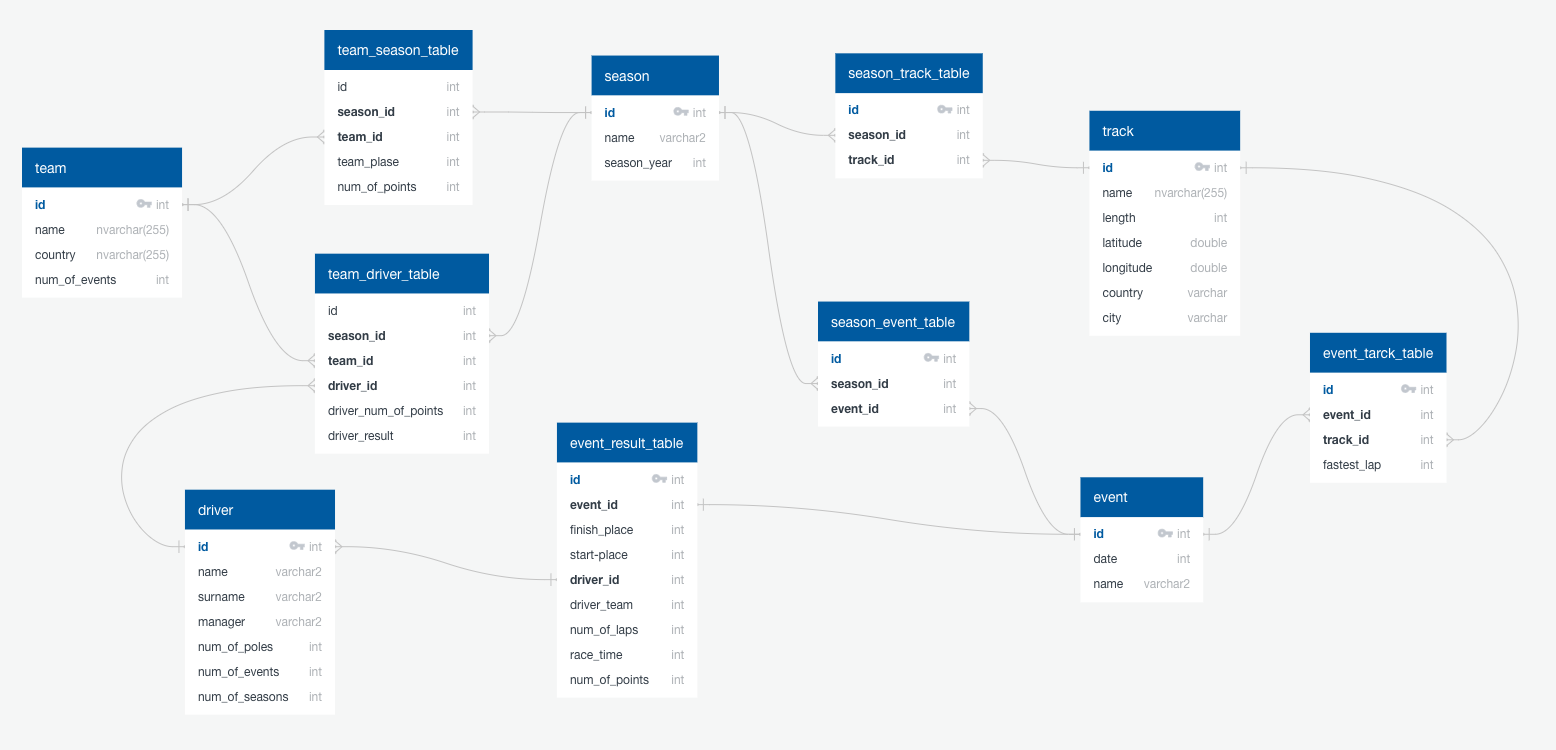 team_season_table
id int
season_id int
team_id int
team_plase int
num_of_points int
season
id int
name varchar2
season_year int
season_track_table
id int
season_id int
track_id int
track
id int
name nvarchar(255)
length int
latitude double
longitude double
country varchar
city varchar
team
id int
name nvarchar(255)
country nvarchar(255)
num_of_events int
team_driver_table
id int
season_id int
team_id int
driver_id int
driver_num_of_points int
driver_result int
season_event_table
id int
season_id int
event_id int
event_tarck_table
id int
event_id int
track_id int
fastest_lap int
event_result_table
id int
event_id int
finish_place int
start-place int
driver_id int
driver_team int
num_of_laps int
race_time int
num_of_points int
event
id int
date int
name varchar2
driver
id int
name varchar2
surname varchar2
manager varchar2
num_of_poles int
num_of_events int
num_of_seasons int